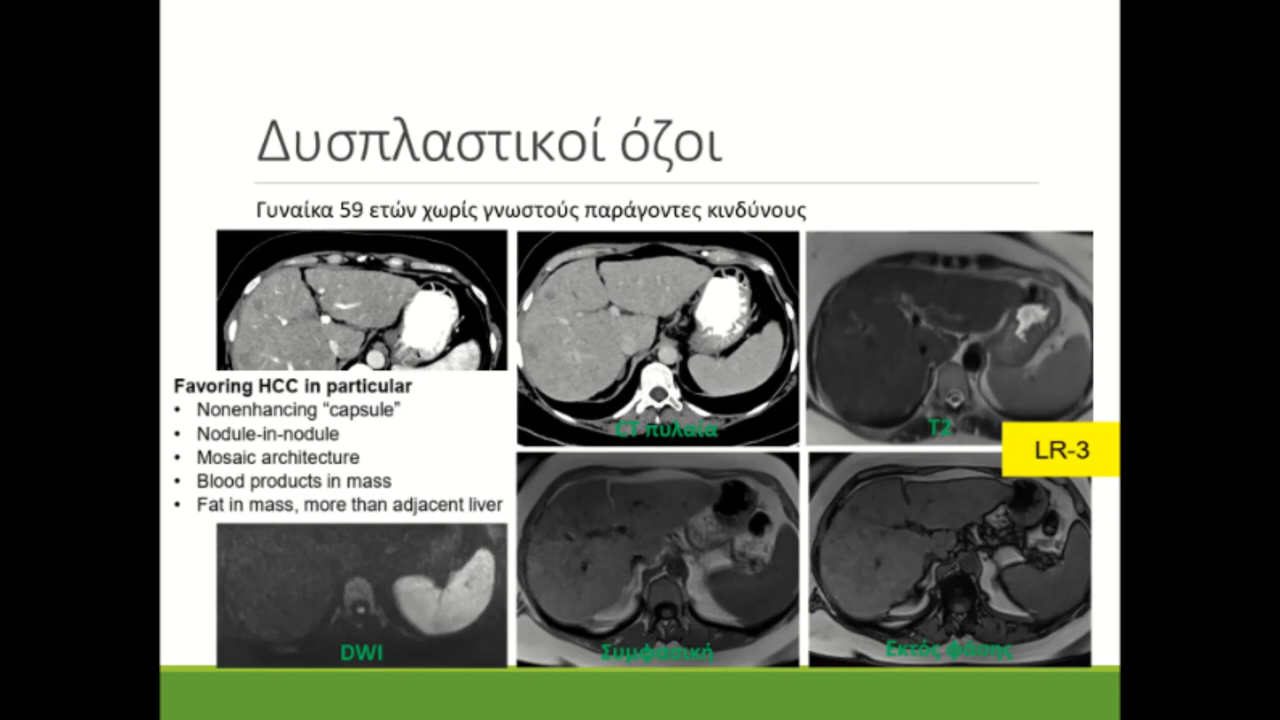 Δυσπλαστικοί όζοι
Γυναίκα 59 ετών χωρίς γνωστούς παράγοντες κινδύνους
Favoring HCC in particular
• Nonenhancing “capsule”
• Nodule-in-nodule
• Mosaic architecture
• Blood products in mass
• Fat in mass, more than adjacent liver
CT πυλαία
T2
LR-3
DWI
Συμφασική
Εκτός φάσης